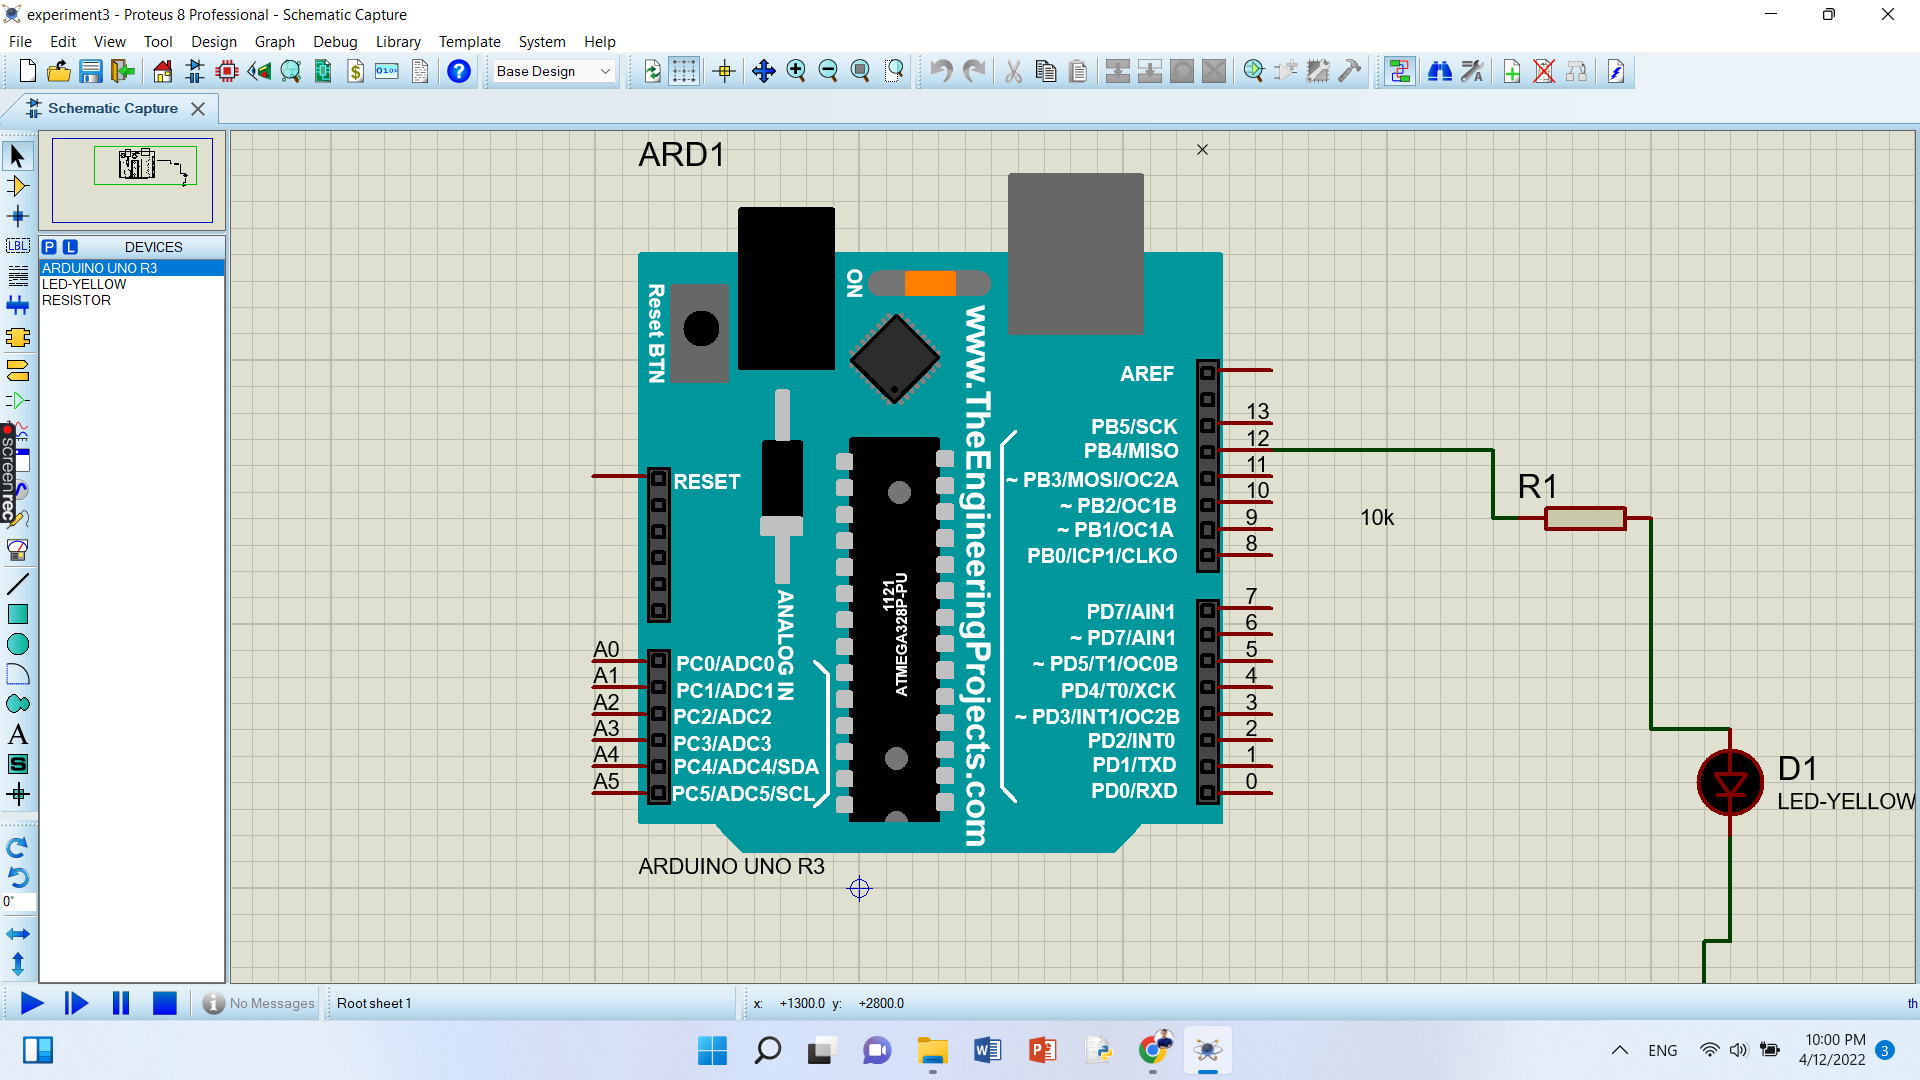 experiment3 - Proteus 8 Professional - Schematic Capture
File Edit View Tool Design Graph Debug Library Template System Help
Base Design
Schematic Capture
P L DEVICES
ARDUINO UNO R3
LED-YELLOW
RESISTOR
LBL
A
S
screenrec
0°
ARD1
Reset BTN
ON
www.TheEngineeringProjects.com
RESET
ANALOG IN
1121
ATMEGA328P-PU
AREF
PB5/SCK 13
PB4/MISO 12
~ PB3/MOSI/OC2A 11
~ PB2/OC1B 10
~ PB1/OC1A 9
PB0/ICP1/CLKO 8
PD7/AIN1 7
~ PD7/AIN1 6
~ PD5/T1/OC0B 5
PD4/T0/XCK 4
~ PD3/INT1/OC2B 3
PD2/INT0 2
PD1/TXD 1
PD0/RXD 0
A0 PC0/ADC0
A1 PC1/ADC1
A2 PC2/ADC2
A3 PC3/ADC3
A4 PC4/ADC4/SDA
A5 PC5/ADC5/SCL
ARDUINO UNO R3
10k
R1
D1
LED-YELLOW
No Messages
Root sheet 1
x: +1300.0 y: +2800.0
th
ENG
10:00 PM
4/12/2022
3